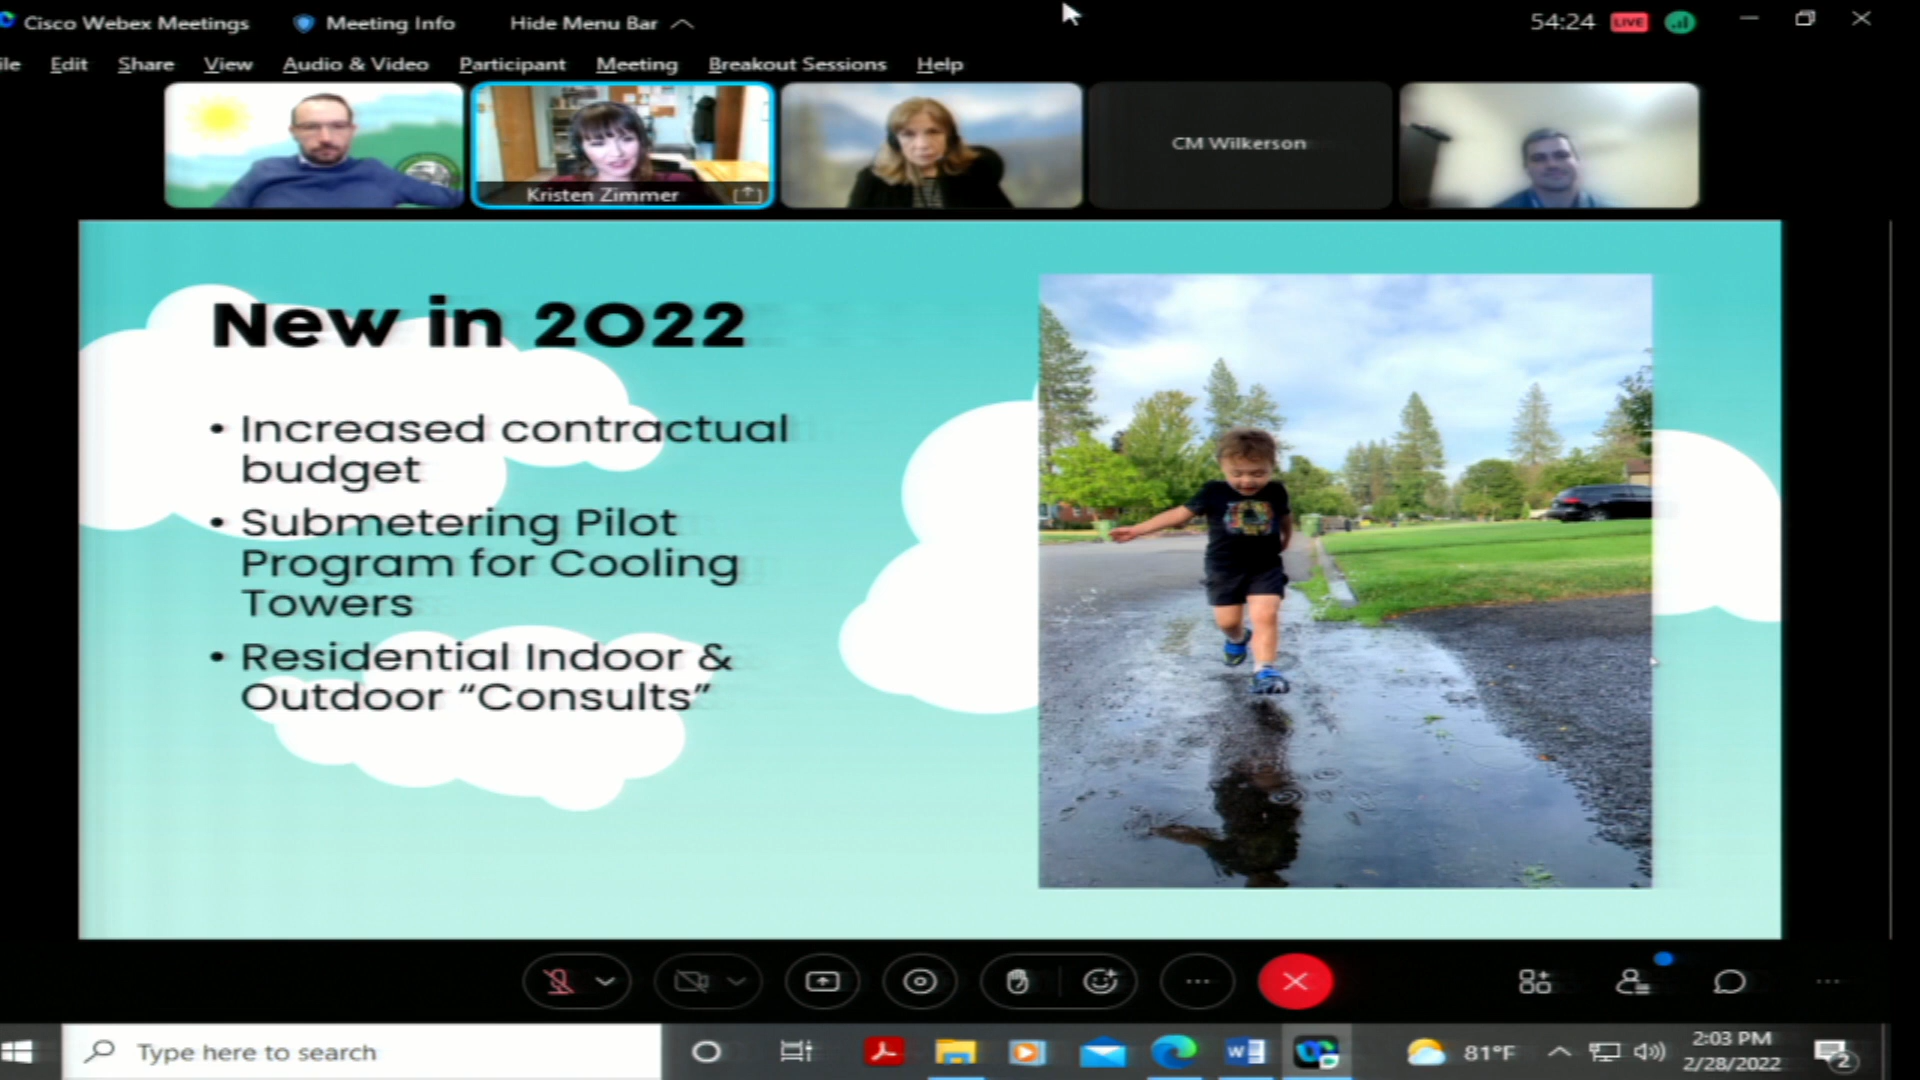 Cisco Webex Meetings
Meeting Info
Hide Menu Bar
54:24
LIVE
ile
Edit
Share
View
Audio & Video
Participant
Meeting
Breakout Sessions
Help
Kristen Zimmer
CM Wilkerson
New in 2022
• Increased contractual
budget
• Submetering Pilot
Program for Cooling
Towers
• Residential Indoor &
Outdoor “Consults”
Type here to search
81°F
2:03 PM
2/28/2022
2